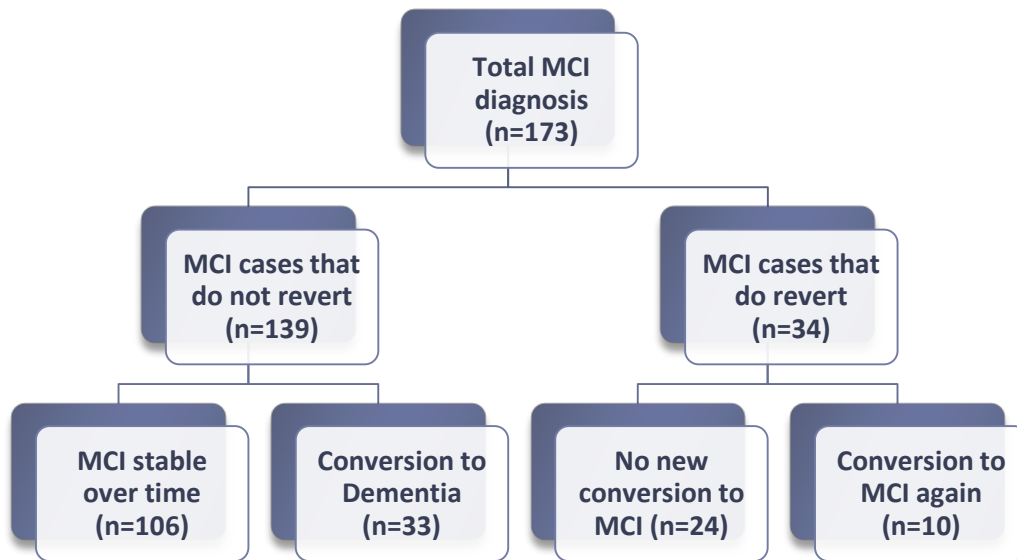 Total MCI
diagnosis
(n=173)
MCI cases that
do not revert
(n=139)
MCI cases that
do revert
(n=34)
MCI stable
over time
(n=106)
Conversion to
Dementia
(n=33)
No new
conversion to
MCI (n=24)
Conversion to
MCI again
(n=10)